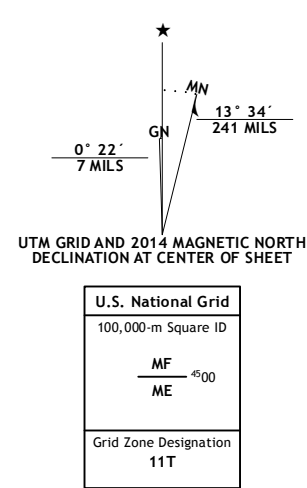 ★
MN
GN
13° 34´
241 MILS
0° 22´
7 MILS
UTM GRID AND 2014 MAGNETIC NORTH
DECLINATION AT CENTER OF SHEET
U.S. National Grid
100,000-m Square ID
MF
4500
ME
Grid Zone Designation
11T